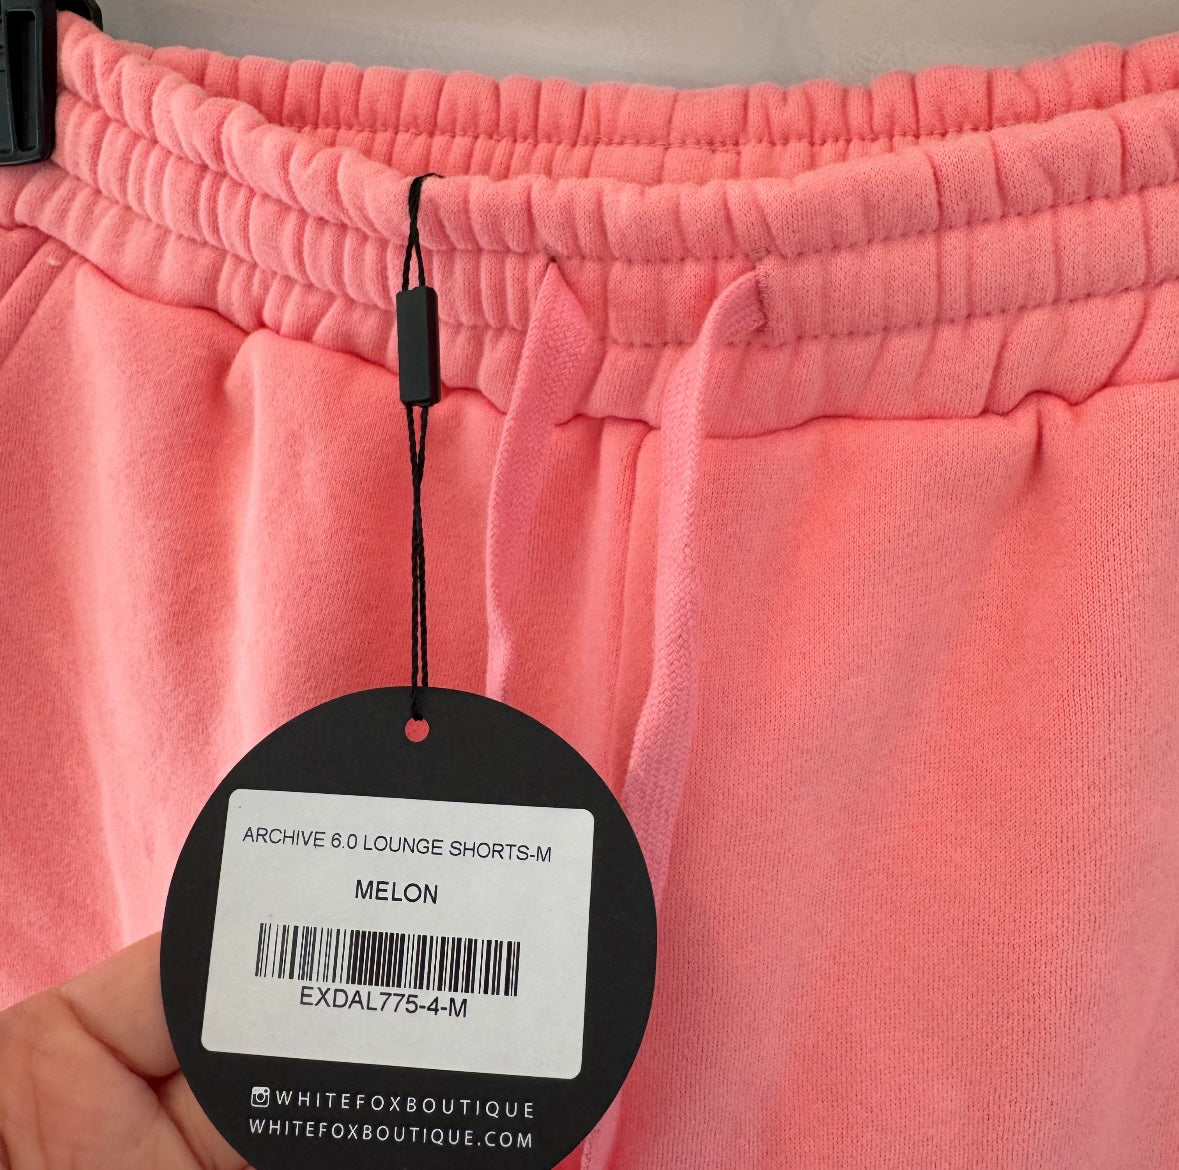 ARCHIVE 6.0 LOUNGE SHORTS-M
MELON
EXDAL775-4-M
WHITEFOXBOUTIQUE
WHITEFOXBOUTIQUE.COM